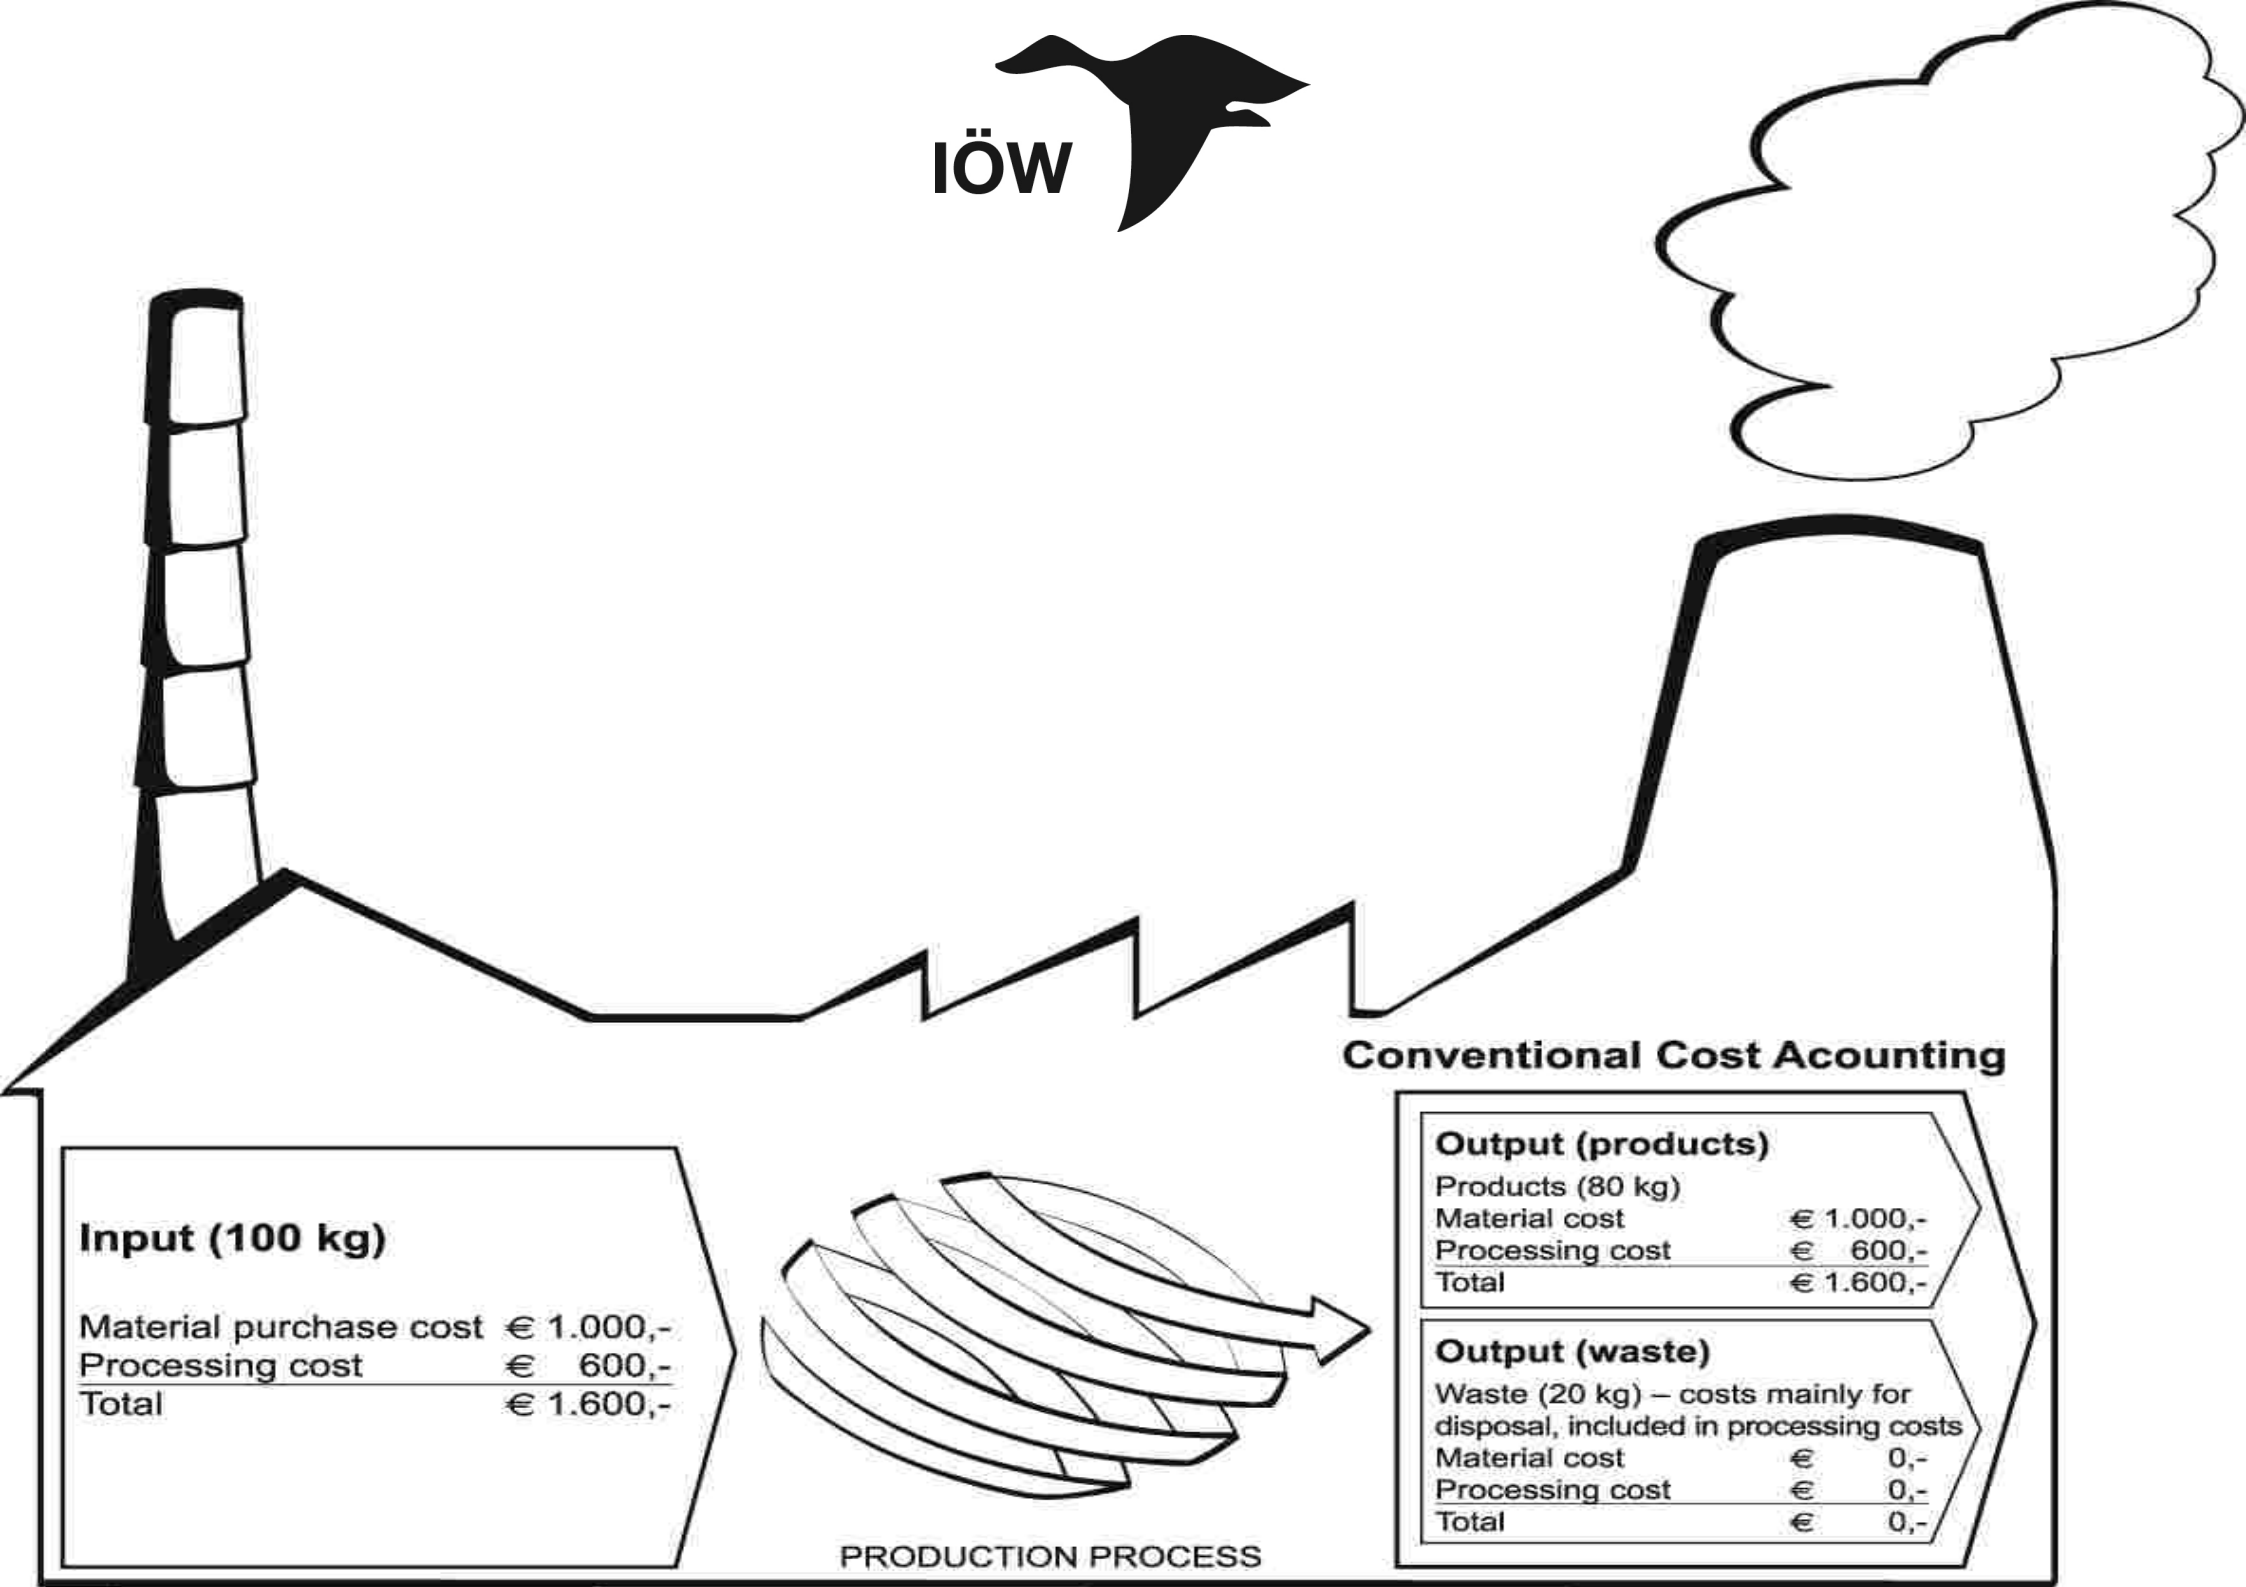 IÖW
Conventional Cost Acounting
Input (100 kg)
Material purchase cost € 1.000,-
Processing cost € 600,-
Total € 1.600,-
PRODUCTION PROCESS
Output (products)
Products (80 kg)
Material cost € 1.000,-
Processing cost € 600,-
Total € 1.600,-
Output (waste)
Waste (20 kg) – costs mainly for
disposal, included in processing costs
Material cost € 0,-
Processing cost € 0,-
Total € 0,-